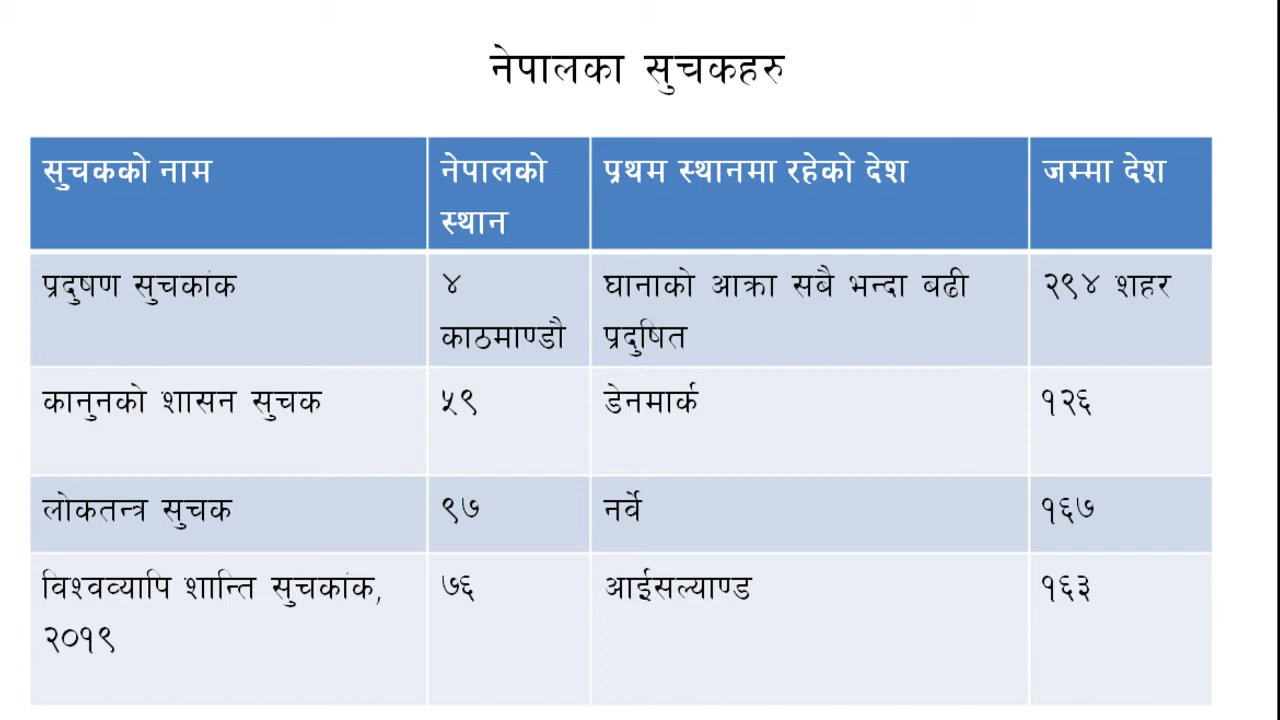 नेपालका सुचकहरु
सुचकको नाम
नेपालको
स्थान
प्रथम स्थानमा रहेको देश
जम्मा देश
प्रदुषण सुचकांक
४
काठमाण्डौ
घानाको आक्रा सबै भन्दा बढी
प्रदुषित
२९४ शहर
कानुनको शासन सुचक
५९
डेनमार्क
१२६
लोकतन्त्र सुचक
९७
नर्वे
१६७
विश्वव्यापि शान्ति सुचकांक,
२०१९
७६
आईसल्याण्ड
१६३